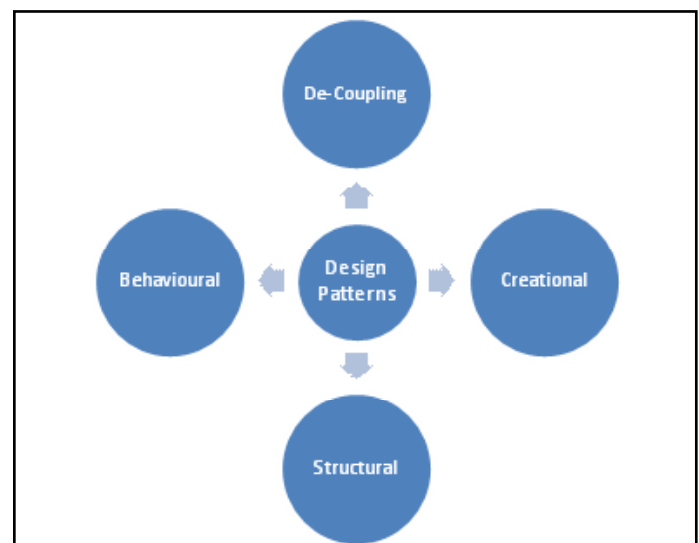 De-Coupling
Behavioural
Design
Patterns
Creational
Structural